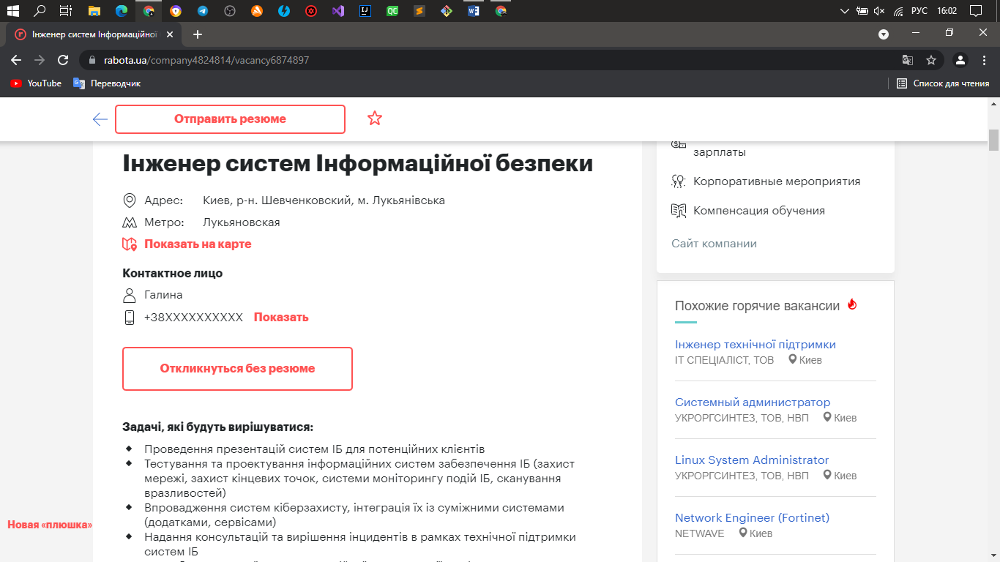 РУС
16:02
Інженер систем Інформаційної
rabota.ua/company4824814/vacancy6874897
YouTube
Переводчик
Список для чтения
Отправить резюме
Інженер систем Інформаційної безпеки
Адрес: Киев, р-н. Шевченковский, м. Лукьянівська
Метро: Лукьяновская
Показать на карте
Контактное лицо
Галина
+38XXXXXXXXXX Показать
Откликнуться без резюме
Задачі, які будуть вирішуватися:
Проведення презентацій систем ІБ для потенційних клієнтів
Тестування та проектування інформаційних систем забезпечення ІБ (захист
мережі, захист кінцевих точок, системи моніторингу подій ІБ, сканування
вразливостей)
Впровадження систем кіберзахисту, інтеграція їх із суміжними системами
(додатками, сервісами)
Надання консультацій та вирішення інцидентів в рамках технічної підтримки
систем ІБ
Новая «плюшка»
зарплаты
Корпоративные мероприятия
Компенсация обучения
Сайт компании
Похожие горячие вакансии
Інженер технічної підтримки
ІТ СПЕЦІАЛІСТ, ТОВ Киев
Системный администратор
УКРОРГСИНТЕЗ, ТОВ, НВП Киев
Linux System Administrator
УКРОРГСИНТЕЗ, ТОВ, НВП Киев
Network Engineer (Fortinet)
NETWAVE Киев